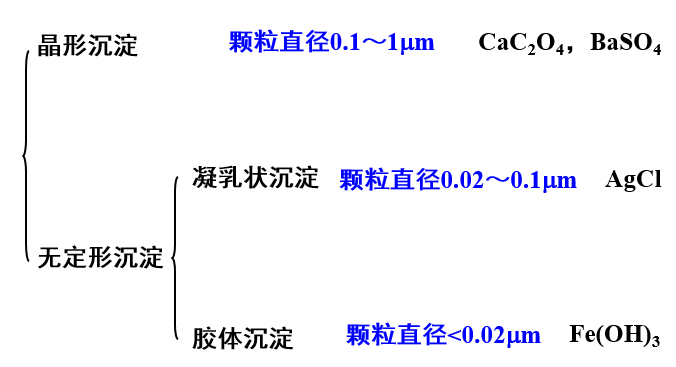 晶形沉淀 颗粒直径0.1～1μm CaC₂O₄，BaSO₄
凝乳状沉淀 颗粒直径0.02～0.1μm AgCl
无定形沉淀
胶体沉淀 颗粒直径<0.02μm Fe(OH)₃